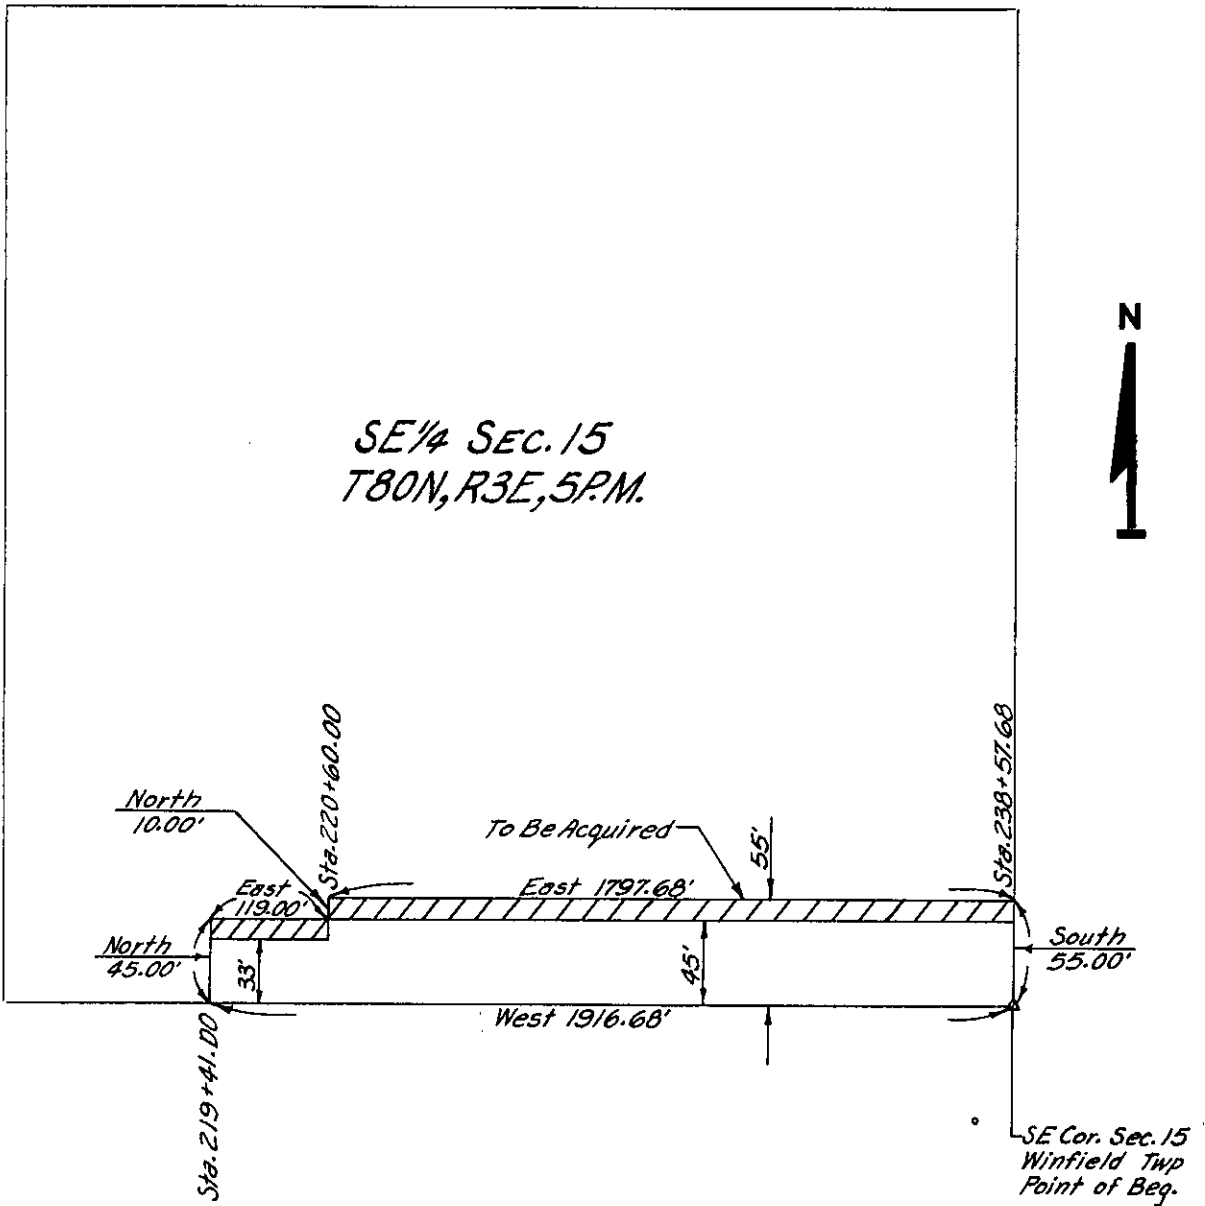 N
SE¼ SEC. 15
T80N, R3E, 5P.M.
Sta. 220+60.00
Sta. 238+57.68
North
10.00'
To Be Acquired
55'
East
119.00'
East 1797.68'
North
45.00'
33'
45'
South
55.00'
West 1916.68'
Sta. 219+41.00
SE Cor. Sec. 15
Winfield Twp
Point of Beg.